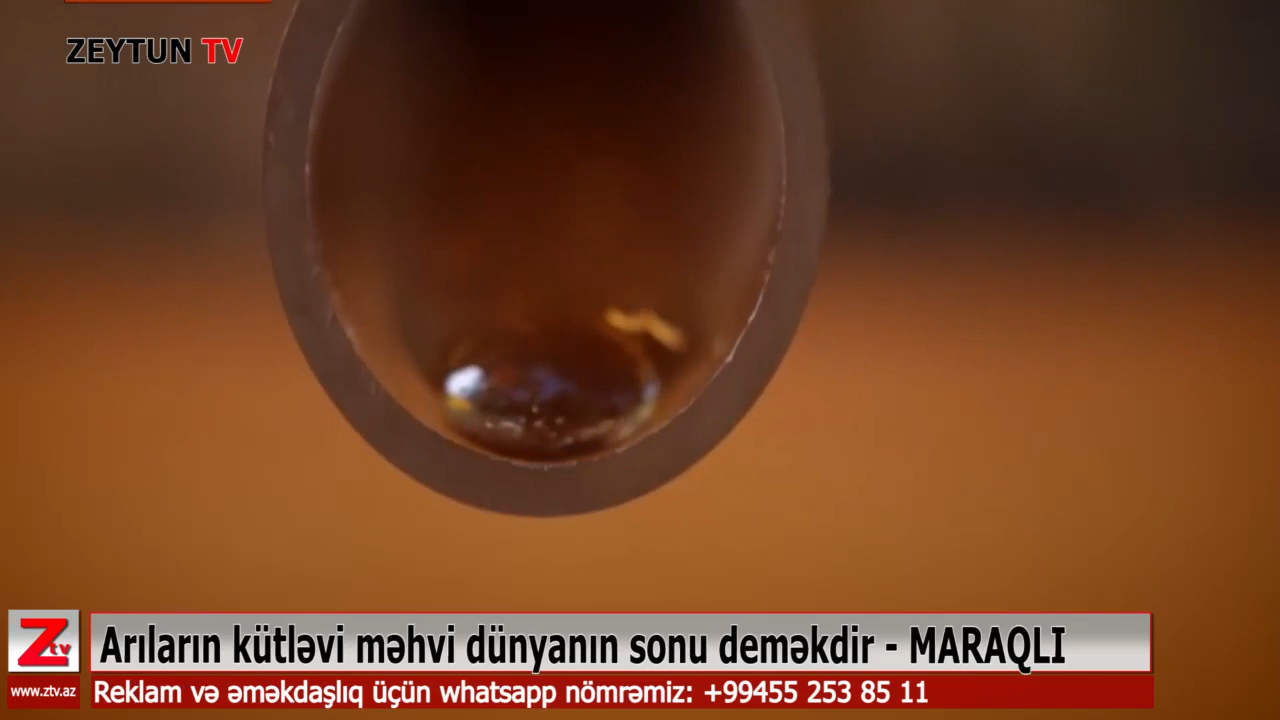 ZEYTUN TV
Arıların kütləvi məhvi dünyanın sonu deməkdir - MARAQLI
Ztv
www.ztv.az
Reklam və əməkdaşlıq üçün whatsapp nömrəmiz: +99455 253 85 11